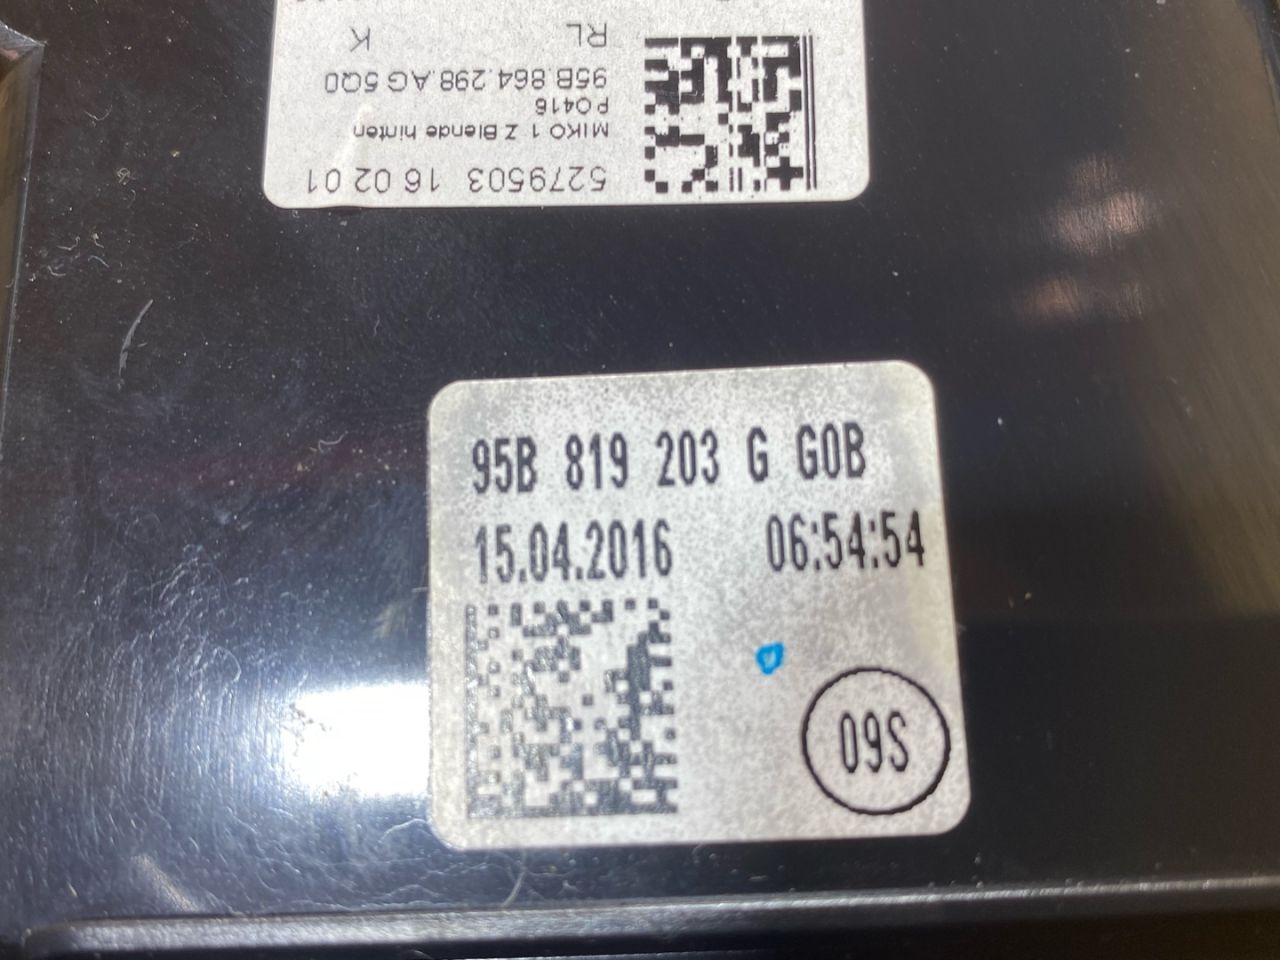 RL K
95B.864.298.AG 5Q0
PO416
MIKO 1 Z Blende hinten
5279503 16 02 01
95B 819 203 G G0B
15.04.2016 06:54:54
09S